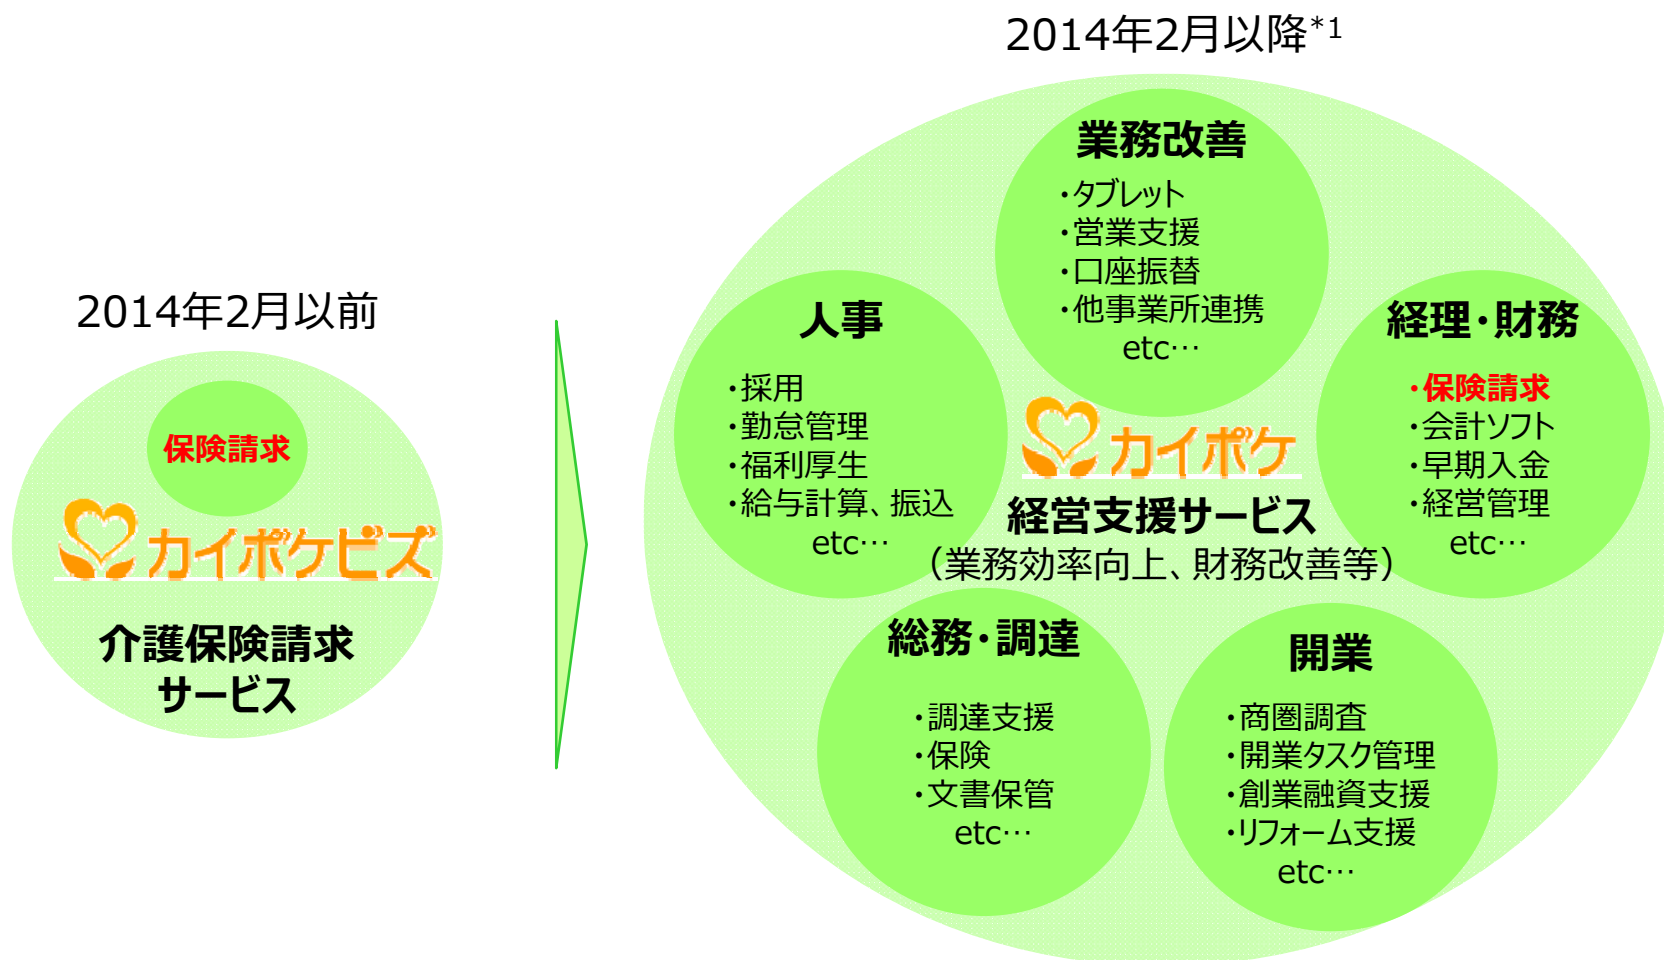 2014年2月以前
保険請求
カイポケビズ
介護保険請求
サービス
2014年2月以降*1
業務改善
・タブレット
・営業支援
・口座振替
・他事業所連携
etc…
人事
・採用
・勤怠管理
・福利厚生
・給与計算、振込
etc…
経理・財務
・保険請求
・会計ソフト
・早期入金
・経営管理
etc…
カイポケ
経営支援サービス
（業務効率向上、財務改善等）
総務・調達
・調達支援
・保険
・文書保管
etc…
開業
・商圏調査
・開業タスク管理
・創業融資支援
・リフォーム支援
etc…